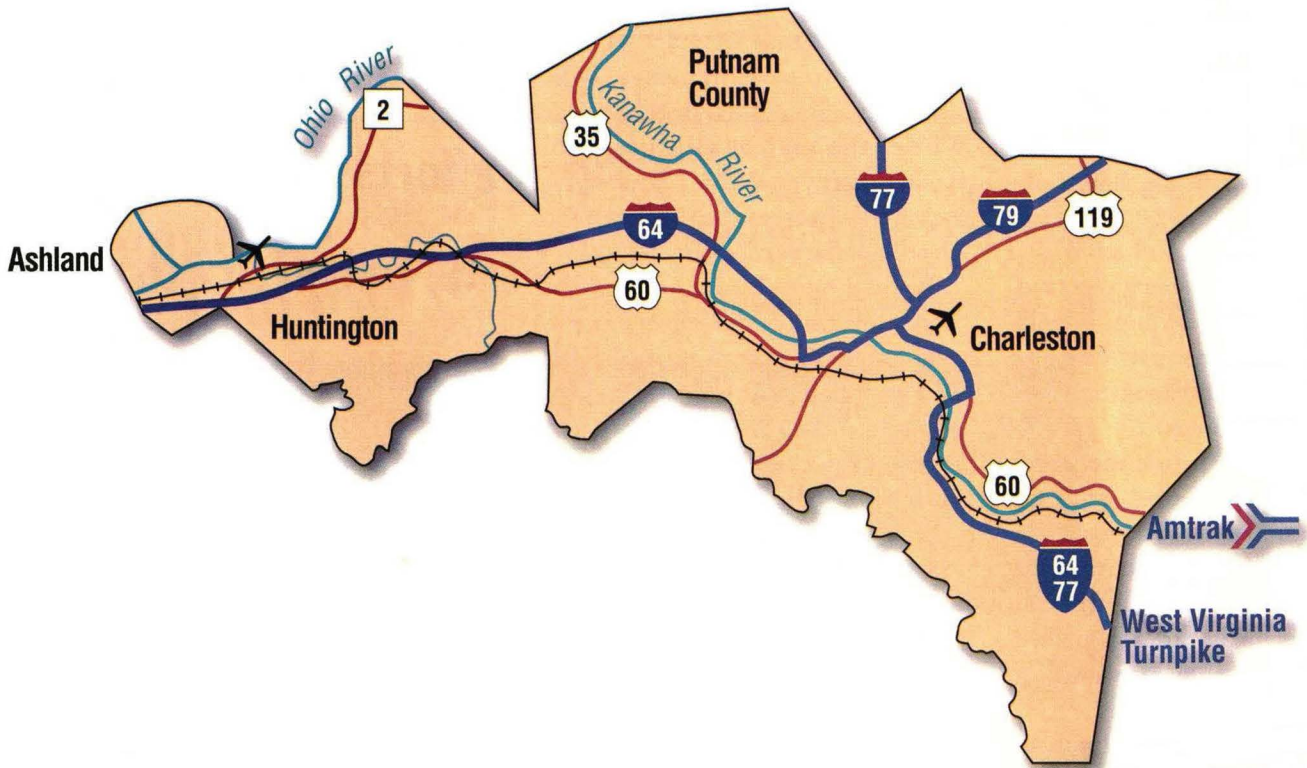 Ohio River
2
Putnam
County
35
Kanawha
River
77
79
119
64
Ashland
60
Huntington
Charleston
60
Amtrak
64
77
West Virginia
Turnpike